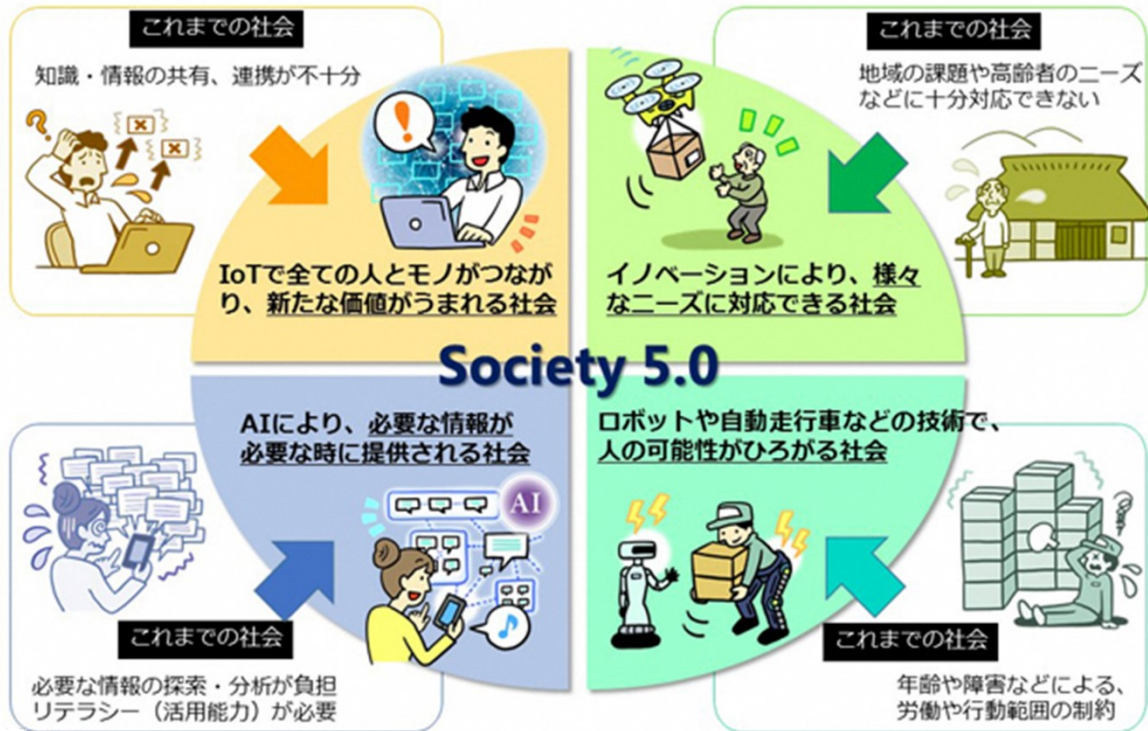 これまでの社会
知識・情報の共有、連携が不十分
IoTで全ての人とモノがつなが
り、新たな価値がうまれる社会
これまでの社会
地域の課題や高齢者のニーズ
などに十分対応できない
イノベーションにより、様々
なニーズに対応できる社会
Society 5.0
AIにより、必要な情報が
必要な時に提供される社会
AI
これまでの社会
必要な情報の探索・分析が負担
リテラシー（活用能力）が必要
ロボットや自動走行車などの技術で、
人の可能性がひろがる社会
これまでの社会
年齢や障害などによる、
労働や行動範囲の制約